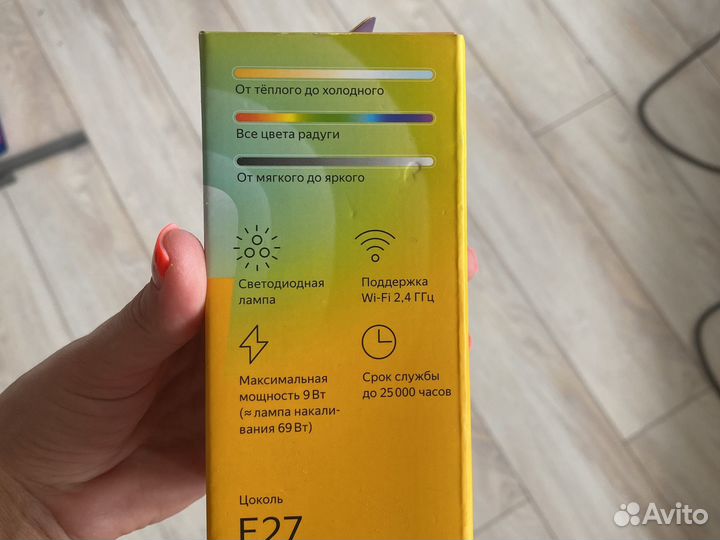 От тёплого до холодного
Все цвета радуги
От мягкого до яркого
Светодиодная
лампа
Поддержка
Wi-Fi 2,4 ГГц
Максимальная
мощность 9 Вт
(≈ лампа накали-
вания 69 Вт)
Срок службы
до 25 000 часов
Цоколь
E27
Avito